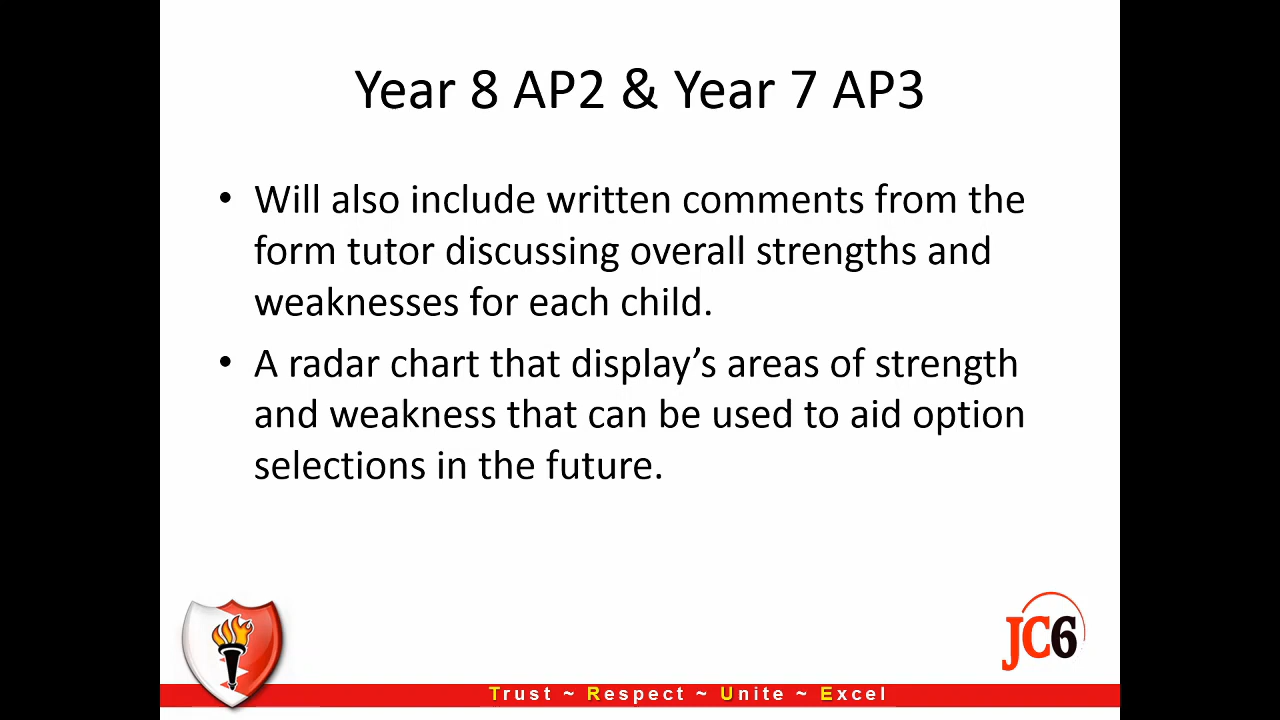 Year 8 AP2 & Year 7 AP3
• Will also include written comments from the
form tutor discussing overall strengths and
weaknesses for each child.
• A radar chart that display’s areas of strength
and weakness that can be used to aid option
selections in the future.
JC6
Trust ~ Respect ~ Unite ~ Excel